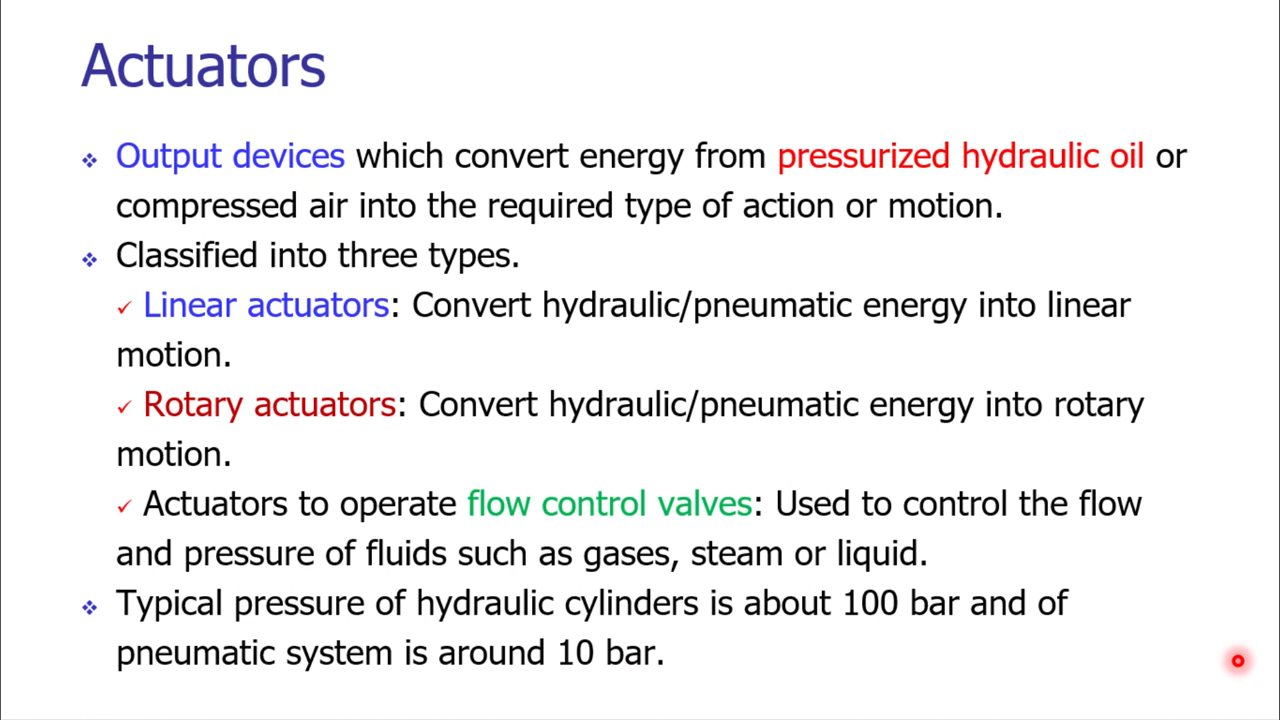 Actuators
❖ Output devices which convert energy from pressurized hydraulic oil or
compressed air into the required type of action or motion.
❖ Classified into three types.
✓ Linear actuators: Convert hydraulic/pneumatic energy into linear
motion.
✓ Rotary actuators: Convert hydraulic/pneumatic energy into rotary
motion.
✓ Actuators to operate flow control valves: Used to control the flow
and pressure of fluids such as gases, steam or liquid.
❖ Typical pressure of hydraulic cylinders is about 100 bar and of
pneumatic system is around 10 bar.